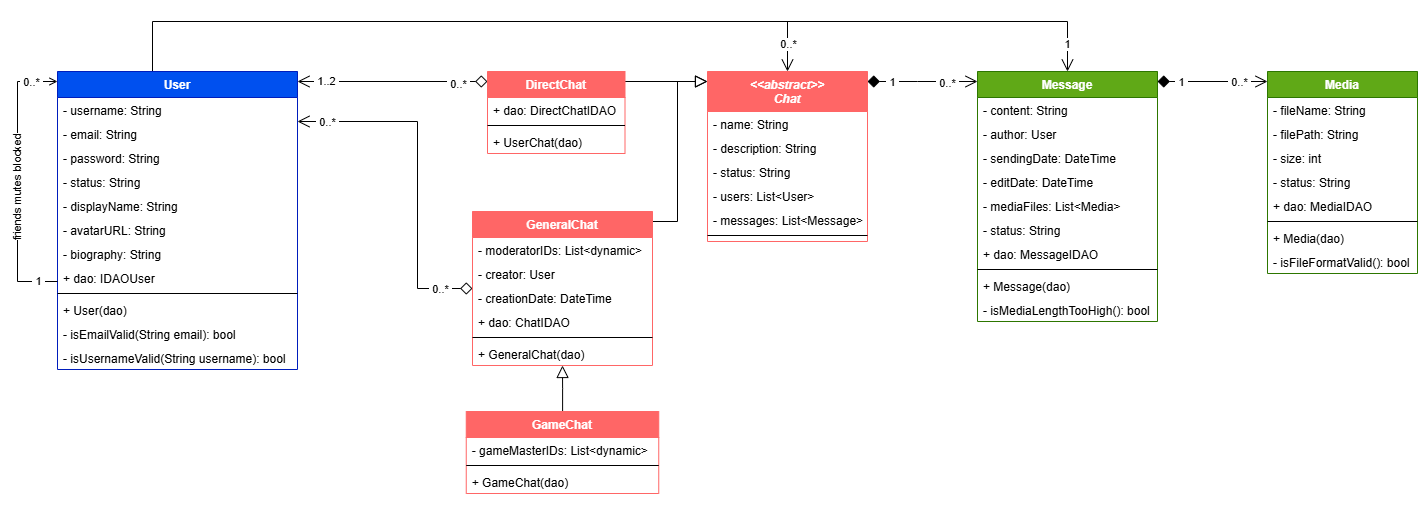 0..*
1
0..*
1..2
0..*
1
0..*
1
0..*
0..*
0..*
1
friends mutes blocked
User
- username: String
- email: String
- password: String
- status: String
- displayName: String
- avatarURL: String
- biography: String
+ dao: IDAOUser
+ User(dao)
- isEmailValid(String email): bool
- isUsernameValid(String username): bool
DirectChat
+ dao: DirectChatIDAO
+ UserChat(dao)
GeneralChat
- moderatorIDs: List<dynamic>
- creator: User
- creationDate: DateTime
+ dao: ChatIDAO
+ GeneralChat(dao)
GameChat
- gameMasterIDs: List<dynamic>
+ GameChat(dao)
<<abstract>>
Chat
- name: String
- description: String
- status: String
- users: List<User>
- messages: List<Message>
Message
- content: String
- author: User
- sendingDate: DateTime
- editDate: DateTime
- mediaFiles: List<Media>
- status: String
+ dao: MessageIDAO
+ Message(dao)
- isMediaLengthTooHigh(): bool
Media
- fileName: String
- filePath: String
- size: int
- status: String
+ dao: MediaIDAO
+ Media(dao)
- isFileFormatValid(): bool